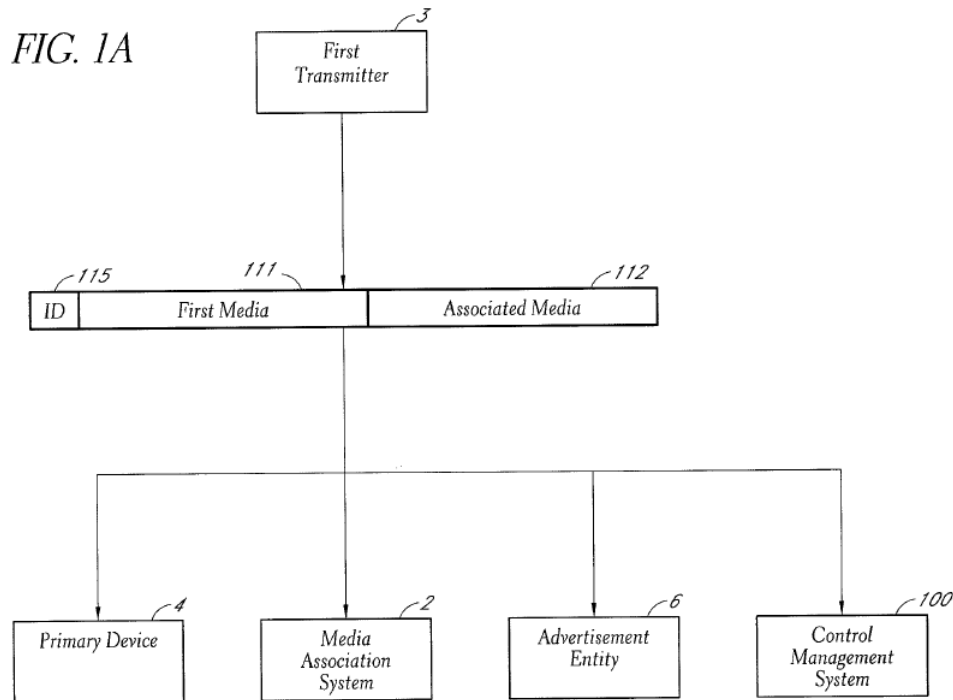 FIG. 1A
3
First
Transmitter
115
111
112
ID
First Media
Associated Media
4
2
6
100
Primary Device
Media
Association
System
Advertisement
Entity
Control
Management
System